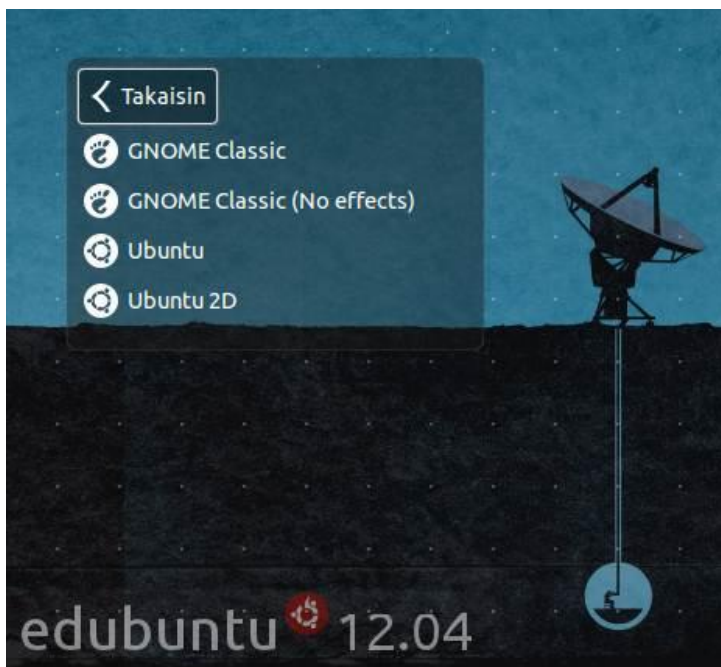 Takaisin
GNOME Classic
GNOME Classic (No effects)
Ubuntu
Ubuntu 2D
edubuntu 12.04